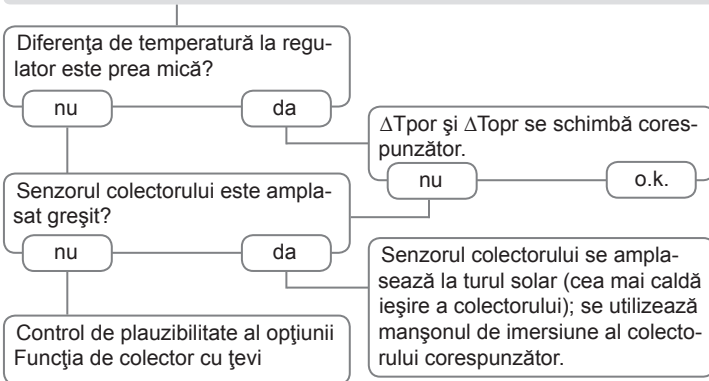 Diferenţa de temperatură la regu-
lator este prea mică?
nu da
∆Tpor şi ∆Topr se schimbă cores-
punzător.
nu o.k.
Senzorul colectorului este ampla-
sat greşit?
nu da
Senzorul colectorului se ampla-
sează la turul solar (cea mai caldă
ieşire a colectorului); se utilizează
manşonul de imersiune al colecto-
rului corespunzător.
Control de plauzibilitate al opţiunii
Funcţia de colector cu ţevi